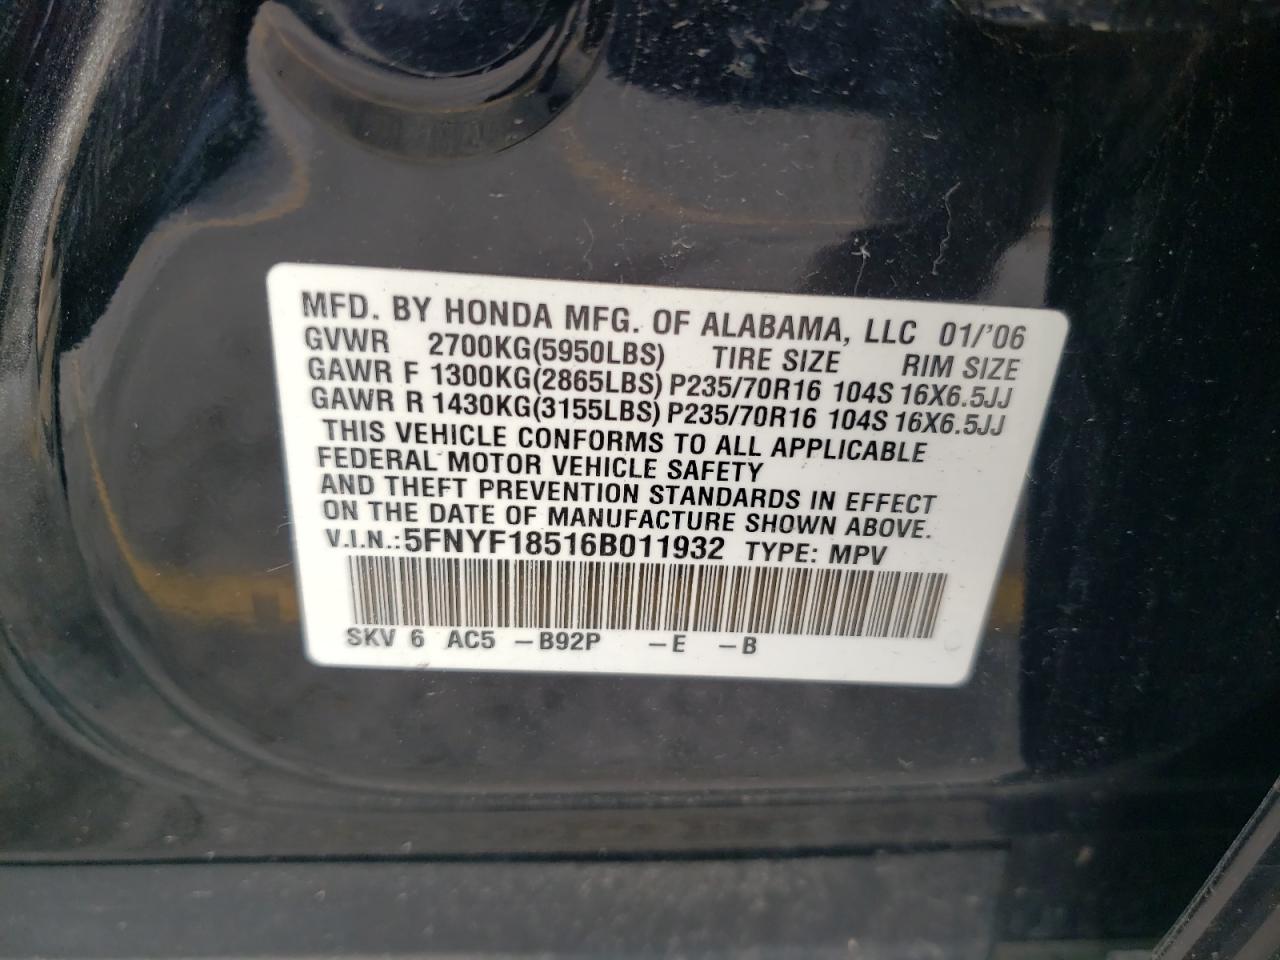 MFD. BY HONDA MFG. OF ALABAMA, LLC 01/'06
GVWR 2700KG(5950LBS) TIRE SIZE RIM SIZE
GAWR F 1300KG(2865LBS) P235/70R16 104S 16X6.5JJ
GAWR R 1430KG(3155LBS) P235/70R16 104S 16X6.5JJ
THIS VEHICLE CONFORMS TO ALL APPLICABLE
FEDERAL MOTOR VEHICLE SAFETY
AND THEFT PREVENTION STANDARDS IN EFFECT
ON THE DATE OF MANUFACTURE SHOWN ABOVE.
V.I.N.: 5FNYF18516B011932 TYPE: MPV
SKV 6 AC5 –B92P –E –B